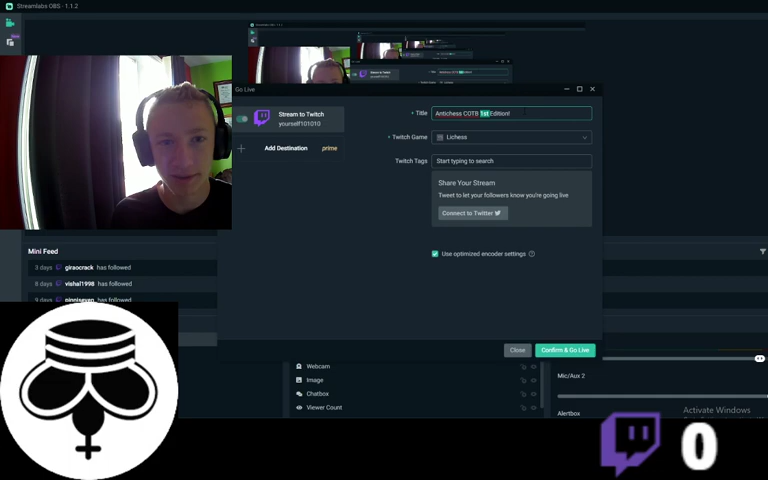 Streamlabs OBS - 1.1.2
Go Live
Stream to Twitch
yourself101010
Add Destination
prime
Title
Antichess COTB 1st Edition!
Twitch Game
Lichess
Twitch Tags
Start typing to search
Share Your Stream
Tweet to let your followers know you're going live
Connect to Twitter
Use optimized encoder settings
Close
Confirm & Go Live
Mini Feed
3 days giraocrack has followed
8 days vishal1998 has followed
9 days
has followed
Webcam
Image
Chatbox
Viewer Count
Mic/Aux 2
Alertbox
Activate Windows
0